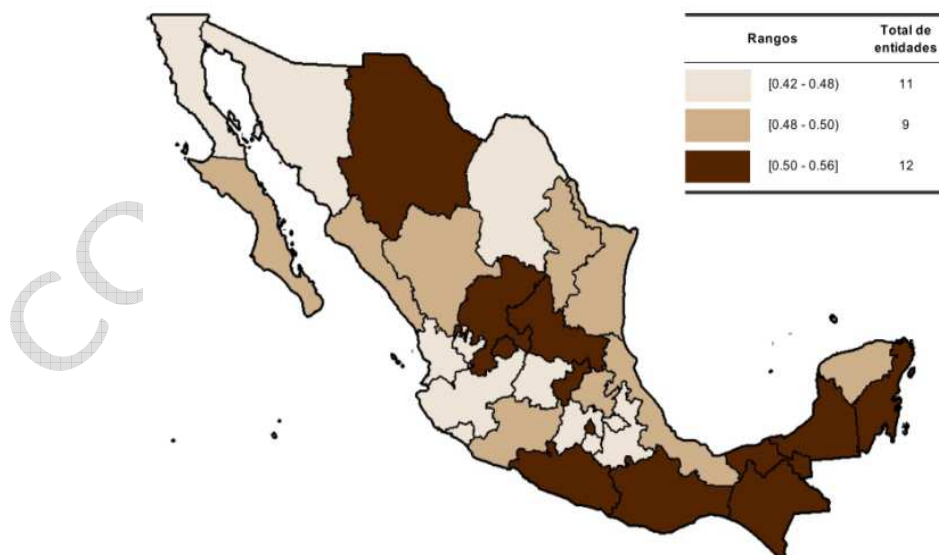 Rangos
Total de
entidades
[0.42 - 0.48)
11
[0.48 - 0.50)
9
[0.50 - 0.56]
12
CO